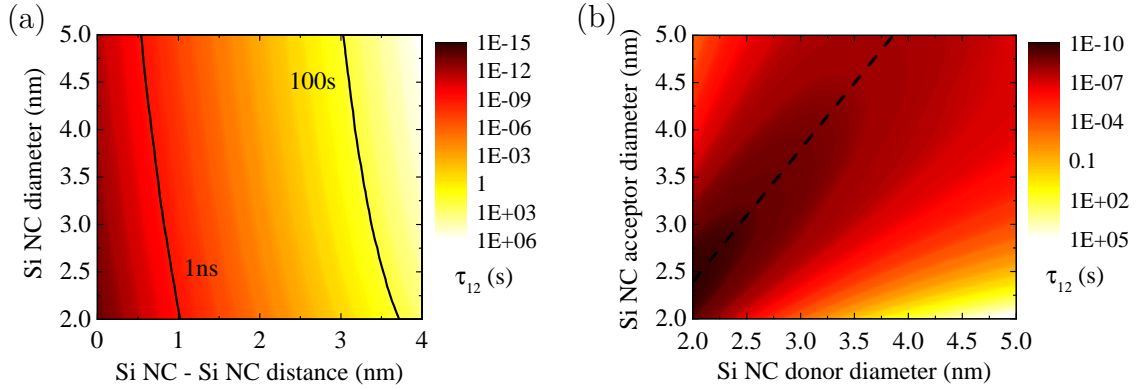 (a)
Si NC diameter (nm)
5.0
4.5
4.0
3.5
3.0
2.5
2.0
0
1
2
3
4
Si NC - Si NC distance (nm)
100s
1ns
1E-15
1E-12
1E-09
1E-06
1E-03
1
1E+03
1E+06
τ12 (s)
(b)
Si NC acceptor diameter (nm)
5.0
4.5
4.0
3.5
3.0
2.5
2.0
2.0
2.5
3.0
3.5
4.0
4.5
5.0
Si NC donor diameter (nm)
1E-10
1E-07
1E-04
0.1
1E+02
1E+05
τ12 (s)